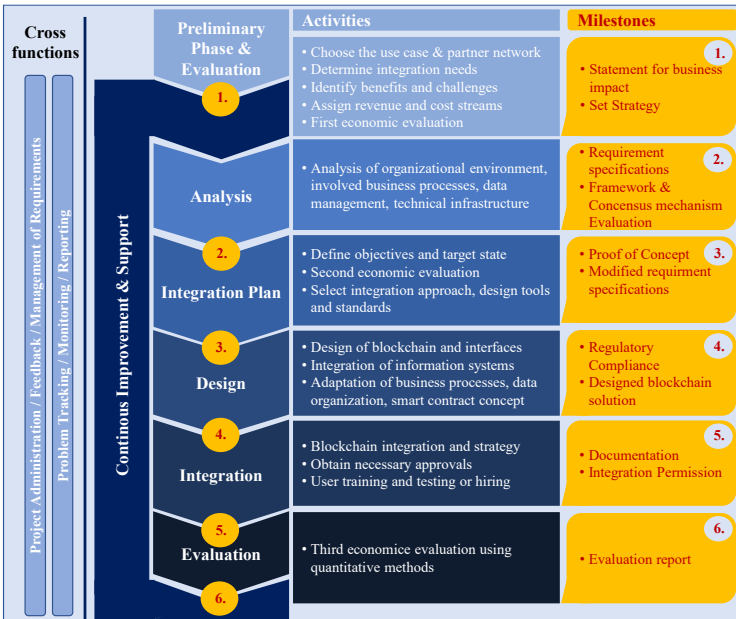 Cross
functions
Project Administration / Feedback / Management of Requirements
Problem Tracking / Monitoring / Reporting
Continous Improvement & Support
Preliminary
Phase &
Evaluation
1.
Activities
• Choose the use case & partner network
• Determine integration needs
• Identify benefits and challenges
• Assign revenue and cost streams
• First economic evaluation
Milestones
1.
• Statement for business
impact
• Set Strategy
Analysis
2.
• Analysis of organizational environment,
involved business processes, data
management, technical infrastructure
2.
• Requirement
specifications
• Framework &
Concensus mechanism
Evaluation
Integration Plan
3.
• Define objectives and target state
• Second economic evaluation
• Select integration approach, design tools
and standards
3.
• Proof of Concept
• Modified requirment
specifications
Design
4.
• Design of blockchain and interfaces
• Integration of information systems
• Adaptation of business processes, data
organization, smart contract concept
4.
• Regulatory
Compliance
• Designed blockchain
solution
Integration
5.
• Blockchain integration and strategy
• Obtain necessary approvals
• User training and testing or hiring
5.
• Documentation
• Integration Permission
Evaluation
6.
• Third economice evaluation using
quantitative methods
6.
• Evaluation report